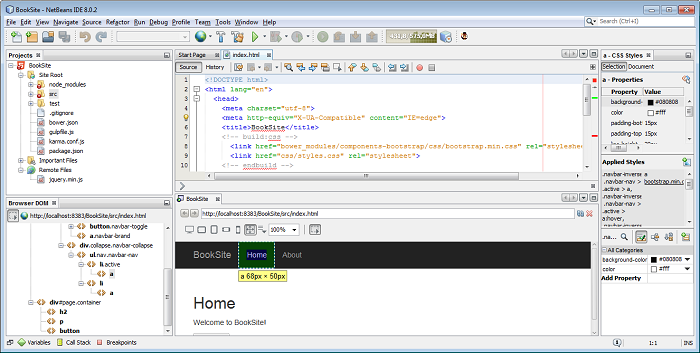 BookSite - NetBeans IDE 8.0.2
File Edit View Navigate Source Refactor Run Debug Profile Team Tools Window Help
Search (Ctrl+I)
Projects
BookSite
Site Root
node_modules
src
test
.gitignore
bower.json
gulpfile.js
karma.conf.js
package.json
Important Files
Remote Files
jquery.min.js
Browser DOM
http://localhost:8383/BookSite/src/index.html
button.navbar-toggle
a.navbar-brand
div.collapse.navbar-collapse
ul.nav.navbar-nav
li.active
a
li
a
div#page.container
h2
p
button
Variables Call Stack Breakpoints
Start Page index.html
Source History
1 <!DOCTYPE html>
2 <html lang="en">
3 <head>
4 <meta charset="utf-8">
<meta http-equiv="X-UA-Compatible" content="IE=edge">
6 <title>BookSite</title>
7 <!-- build:css -->
8 <link href="bower_modules/components-bootstrap/css/bootstrap.min.css" rel="stylesheet
9 <link href="css/styles.css" rel="stylesheet">
10 <!-- endbuild -->
BookSite
http://localhost:8383/BookSite/src/index.html
100%
BookSite Home About
a 68px × 50px
Home
Welcome to BookSite!!
a - CSS Styles
Selection Document
a - Properties
Property Value
background- #080808
color #fff
padding-bot 15px
padding-top 15px
Applied Styles
.navbar-inverse a
.navbar-nav > bootstrap.min.c
.active > a,
.navbar-inverse
.navbar-nav >
.active >
a:hover,
.navbar-inverse
.na...
All Categories
background-color #080808
color #fff
Add Property
1:1 INS